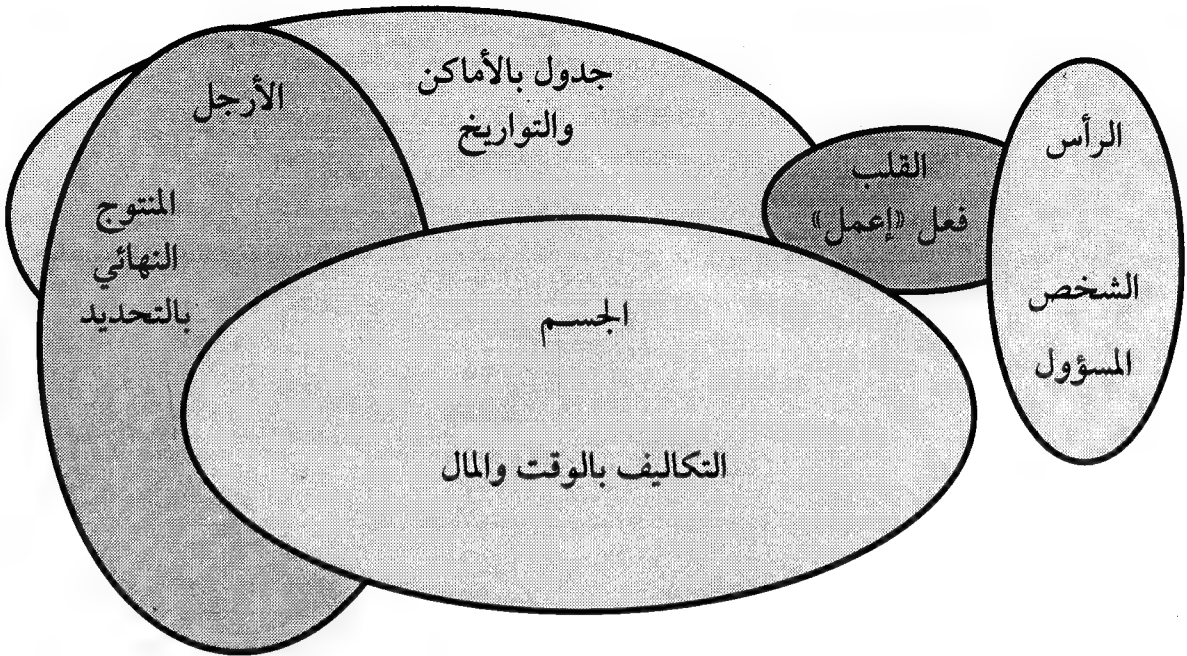 الرأس
الشخص
المسؤول
القلب
فعل «إعمل»
جدول بالأماكن
والتواريخ
الأرجل
المنتوج
النهائي
بالتحديد
الجسم
التكاليف بالوقت والمال